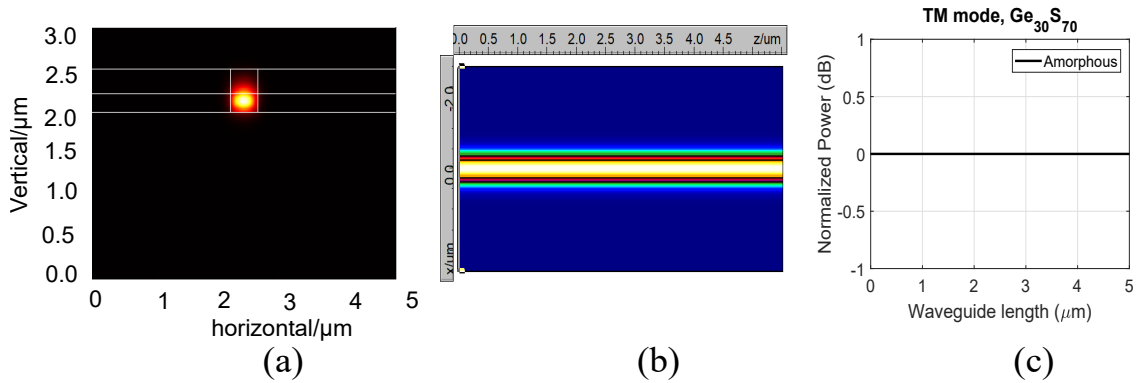 3.0
2.5
2.0
1.5
1.0
0.5
0.0
Vertical/μm
0 1 2 3 4 5
horizontal/μm
(a)
0.0 0.5 1.0 1.5 2.0 2.5 3.0 3.5 4.0 4.5 z/um
-2.0
0.0
x/um
(b)
TM mode, Ge30S70
Amorphous
1
0.5
0
-0.5
-1
Normalized Power (dB)
0 1 2 3 4 5
Waveguide length (μm)
(c)